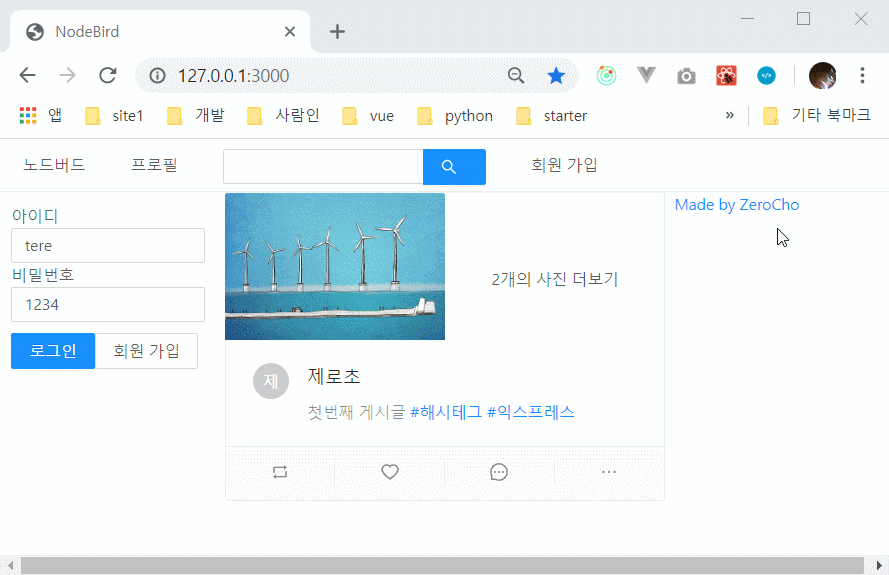 NodeBird
127.0.0.1:3000
앱 site1 개발 사람인 vue python starter » 기타 북마크
노드버드 프로필 회원 가입
아이디
tere
비밀번호
1234
로그인 회원 가입
2개의 사진 더보기
제 제로초
첫번째 게시글 #해시태그 #익스프레스
Made by ZeroCho